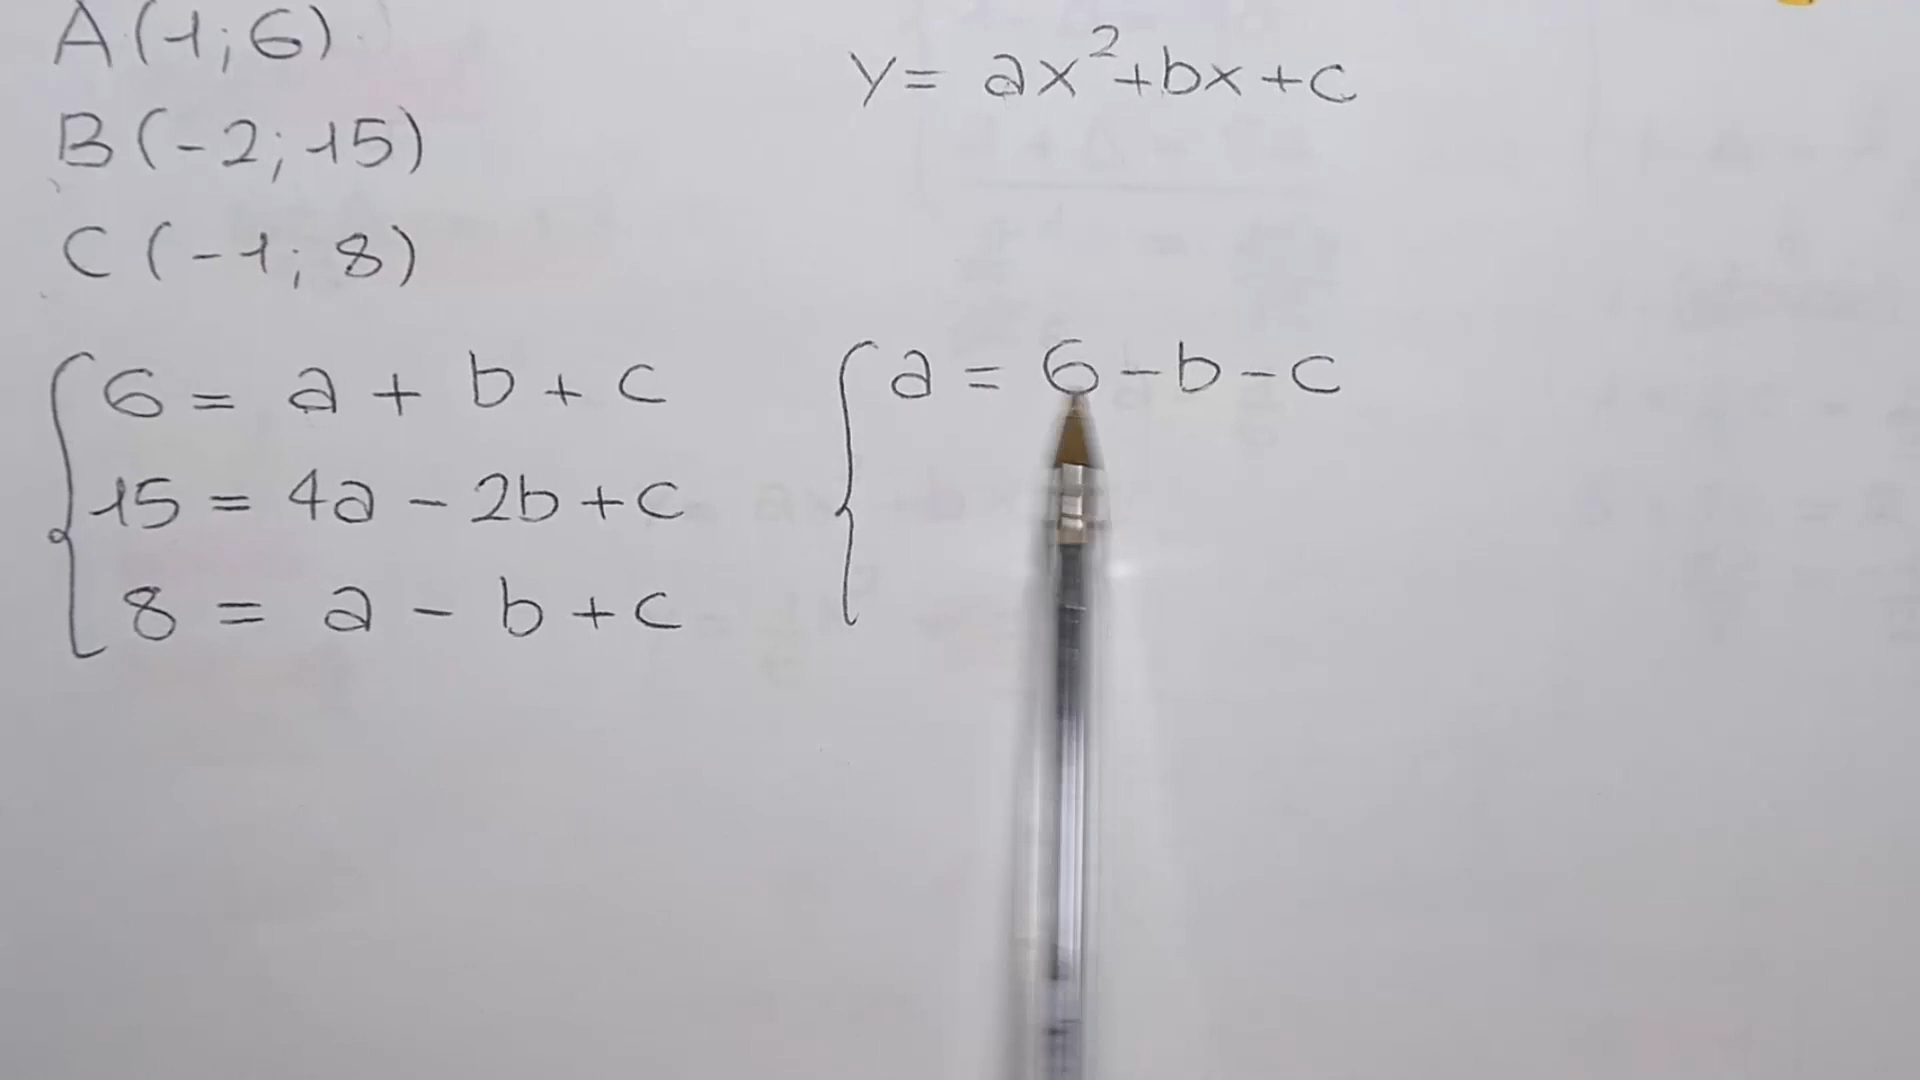 A(1;6)
B(-2;15)
C(-1;8)
y= ax²+bx+c
6 = a + b + c
15 = 4a - 2b + c
8 = a - b + c
a = 6 - b - c